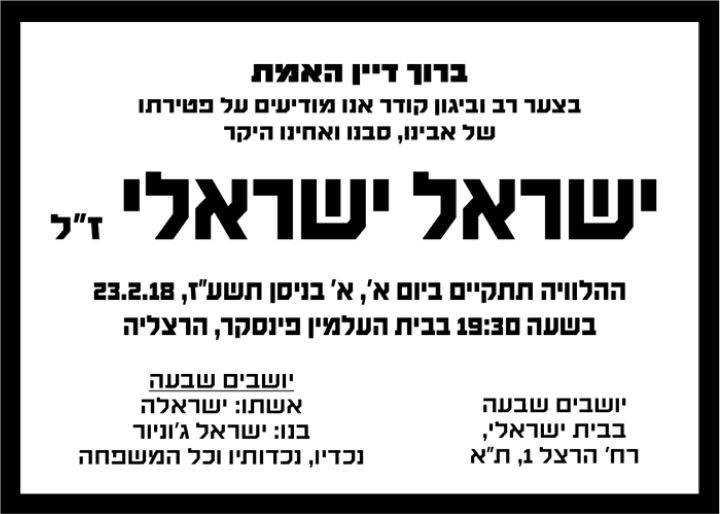 ברוך דיין האמת
בצער רב וביגון קודר אנו מודיעים על פטירתו
של אבינו, סבנו ואחינו היקר
ישראל ישראלי ז"ל
ההלוויה תתקיים ביום א', א' בניסן תשע"ז, 23.2.18
בשעה 19:30 בבית העלמין פינסקר, הרצליה
יושבים שבעה
בבית ישראלי,
רח' הרצל 1, ת"א
יושבים שבעה
אשתו: ישראלה
בנו: ישראל ג'וניור
נכדיו, נכדותיו וכל המשפחה